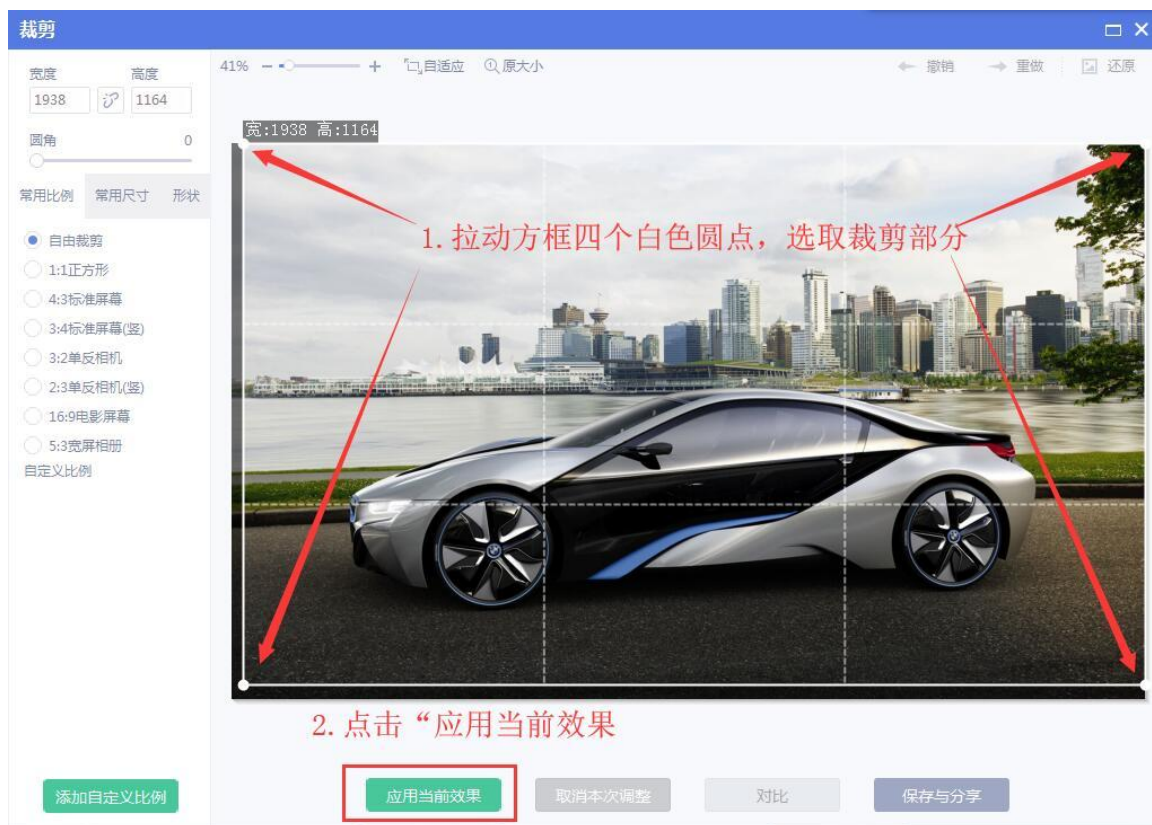 裁剪
宽度 高度
1938 1164
圆角 0
常用比例 常用尺寸 形状
自由裁剪
1:1正方形
4:3标准屏幕
3:4标准屏幕(竖)
3:2单反相机
2:3单反相机(竖)
16:9电影屏幕
5:3宽屏相册
自定义比例
添加自定义比例
41% 自适应 原大小 撤销 重做 还原
宽:1938 高:1164
1.拉动方框四个白色圆点，选取裁剪部分
2.点击“应用当前效果
应用当前效果 取消本次调整 对比 保存与分享